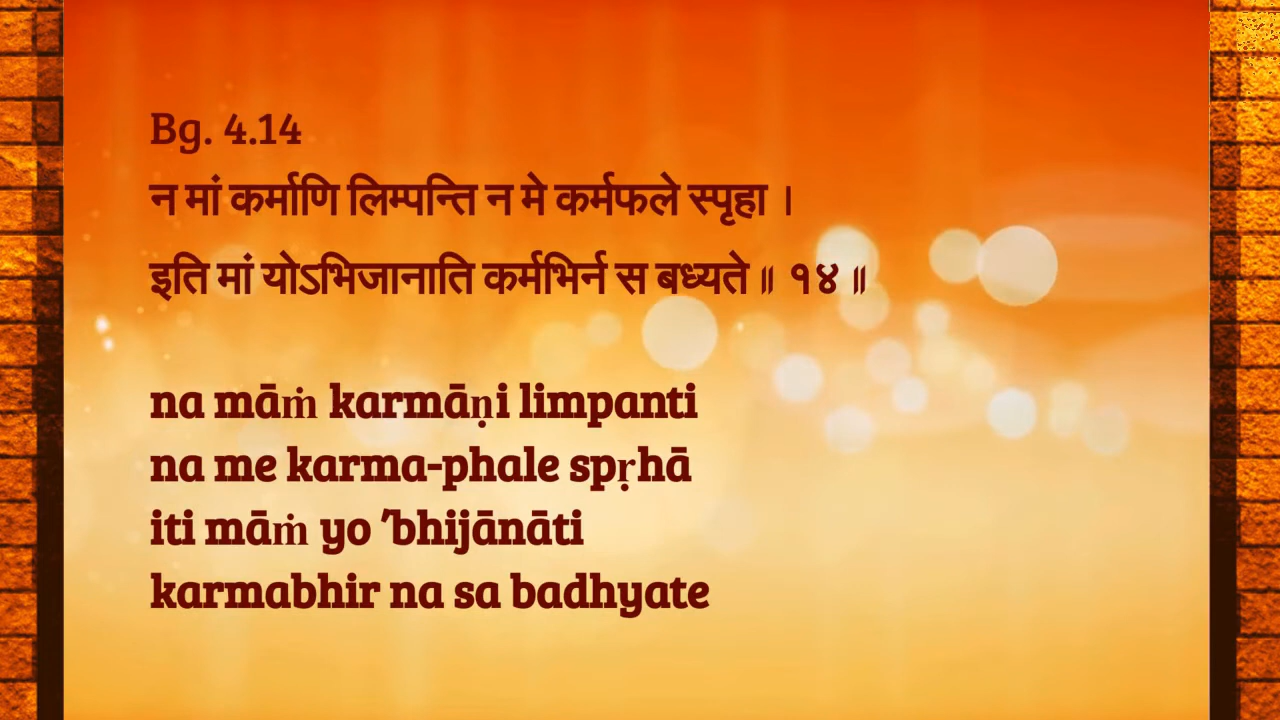 Bg. 4.14
न मां कर्माणि लिम्पन्ति न मे कर्मफले स्पृहा ।
इति मां योऽभिजानाति कर्मभिर्न स बध्यते ॥ १४ ॥
na māṁ karmāṇi limpanti
na me karma-phale spṛhā
iti māṁ yo ’bhijānāti
karmabhir na sa badhyate